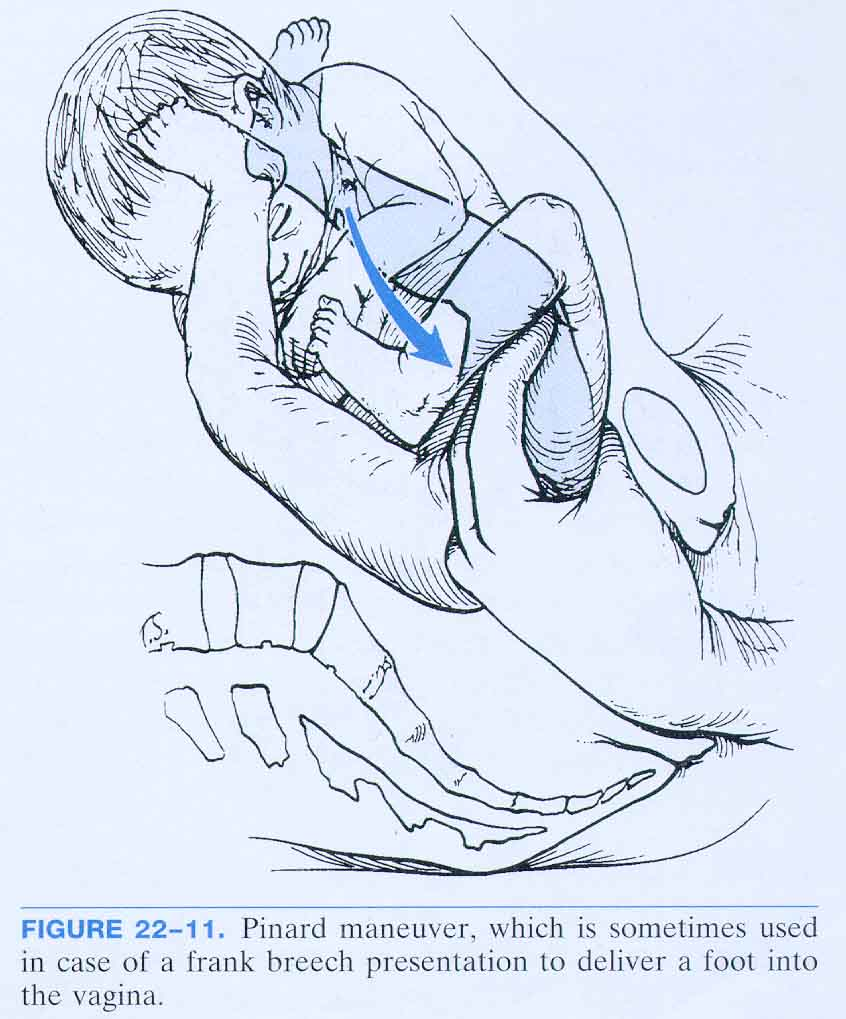 FIGURE 22–11. Pinard maneuver, which is sometimes used
in case of a frank breech presentation to deliver a foot into
the vagina.